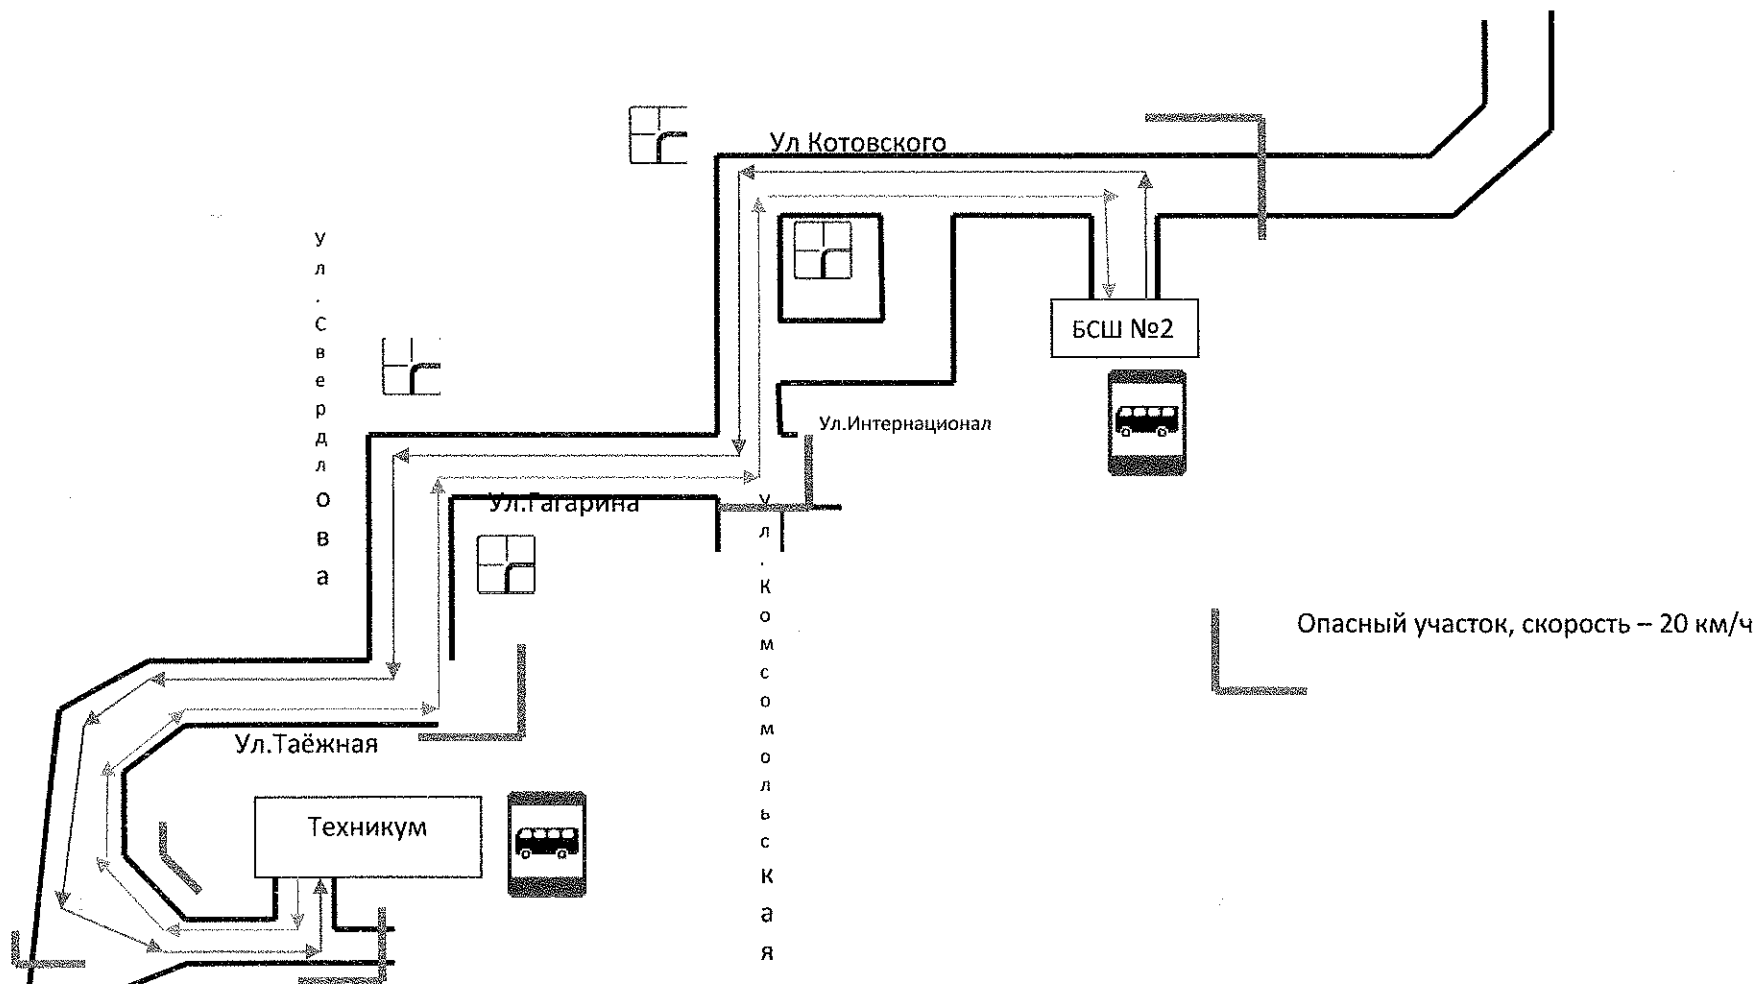 Ул Котовского
Ул.Свердлова
БСШ №2
Ул.Интернационал
Ул.Гагарина
Ул.Комсомольская
Опасный участок, скорость – 20 км/ч
Ул.Таёжная
Техникум